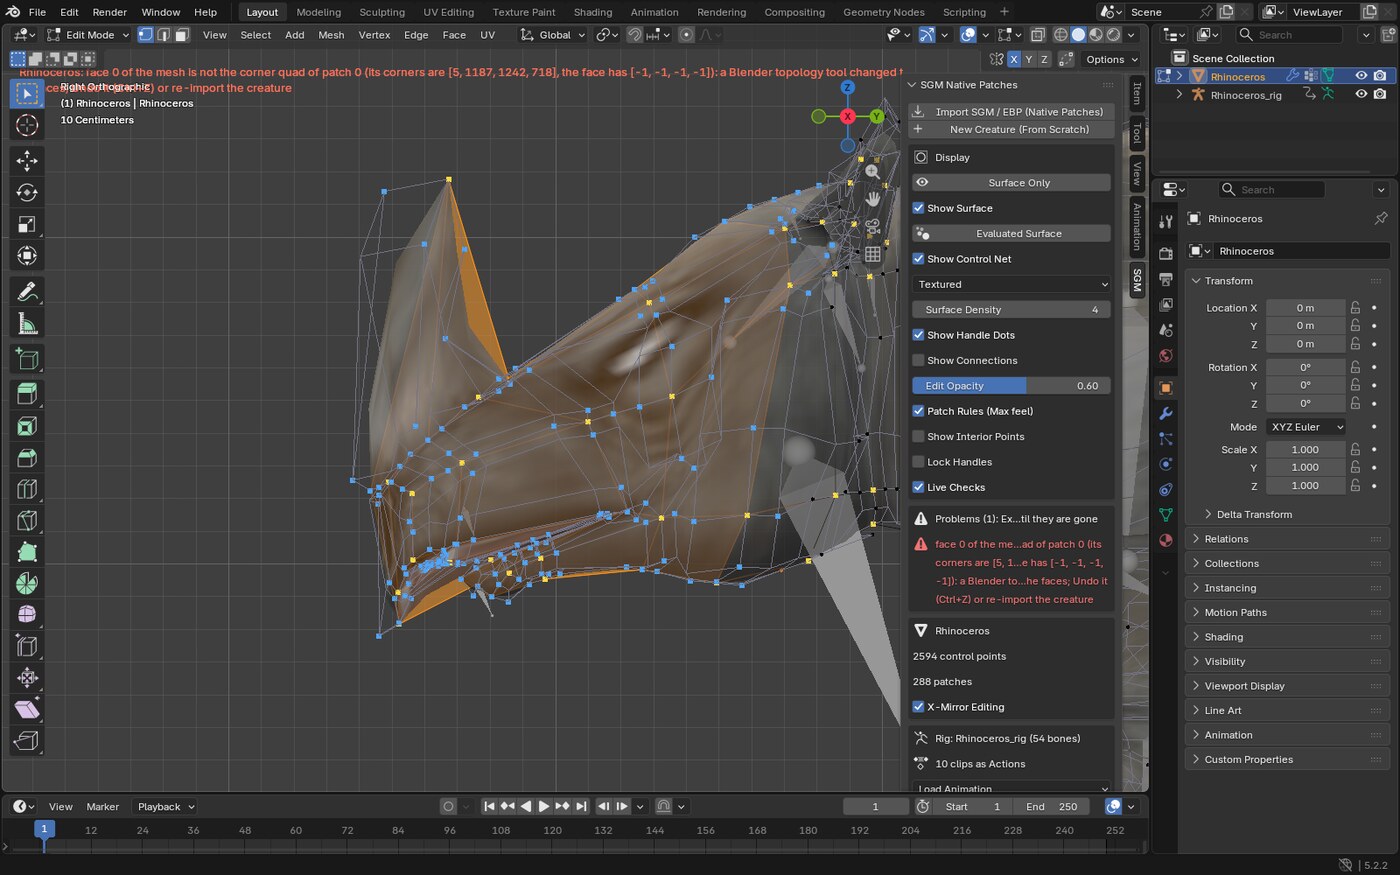 File Edit Render Window Help Layout Modeling Sculpting UV Editing Texture Paint Shading Animation Rendering Compositing Geometry Nodes Scripting + Scene ViewLayer
Edit Mode View Select Add Mesh Vertex Edge Face UV Global Search
X Y Z Options
Rhinoceros: face 0 of the mesh is not the corner quad of patch 0 (its corners are [5, 1187, 1242, 718], the face has [-1, -1, -1, -1]): a Blender topology tool changed t
or re-import the creature
Right Orthographic
(1) Rhinoceros | Rhinoceros
10 Centimeters
Z
X
Y
SGM Native Patches
Import SGM / EBP (Native Patches)
New Creature (From Scratch)
Display
Surface Only
Show Surface
Evaluated Surface
Show Control Net
Textured
Surface Density 4
Show Handle Dots
Show Connections
Edit Opacity 0.60
Patch Rules (Max feel)
Show Interior Points
Lock Handles
Live Checks
Problems (1): Ex...til they are gone
face 0 of the me...ad of patch 0 (its
corners are [5, 1...e has [-1, -1, -1,
-1]): a Blender to...he faces; Undo it
(Ctrl+Z) or re-import the creature
Rhinoceros
2594 control points
288 patches
X-Mirror Editing
Rig: Rhinoceros_rig (54 bones)
10 clips as Actions
Load Animation
Item
Tool
View
Animation
SGM
Scene Collection
Rhinoceros
Rhinoceros_rig
Search
Rhinoceros
Rhinoceros
Transform
Location X 0 m
Y 0 m
Z 0 m
Rotation X 0°
Y 0°
Z 0°
Mode XYZ Euler
Scale X 1.000
Y 1.000
Z 1.000
Delta Transform
Relations
Collections
Instancing
Motion Paths
Shading
Visibility
Viewport Display
Line Art
Animation
Custom Properties
View Marker Playback 1 Start 1 End 250
1 12 24 36 48 60 72 84 96 108 120 132 144 156 168 180 192 204 216 228 240 252
5.2.2